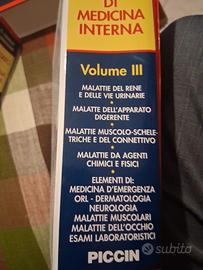 DI
MEDICINA
INTERNA
Volume III
MALATTIE DEL RENE
E DELLE VIE URINARIE
•
MALATTIE DELL'APPARATO
DIGERENTE
•
MALATTIE MUSCOLO-SCHELE-
TRICHE E DEL CONNETTIVO
•
MALATTIE DA AGENTI
CHIMICI E FISICI
•
ELEMENTI DI:
MEDICINA D'EMERGENZA
ORL - DERMATOLOGIA
NEUROLOGIA
MALATTIE MUSCOLARI
MALATTIE DELL'OCCHIO
ESAMI LABORATORISTICI
PICCIN
subito